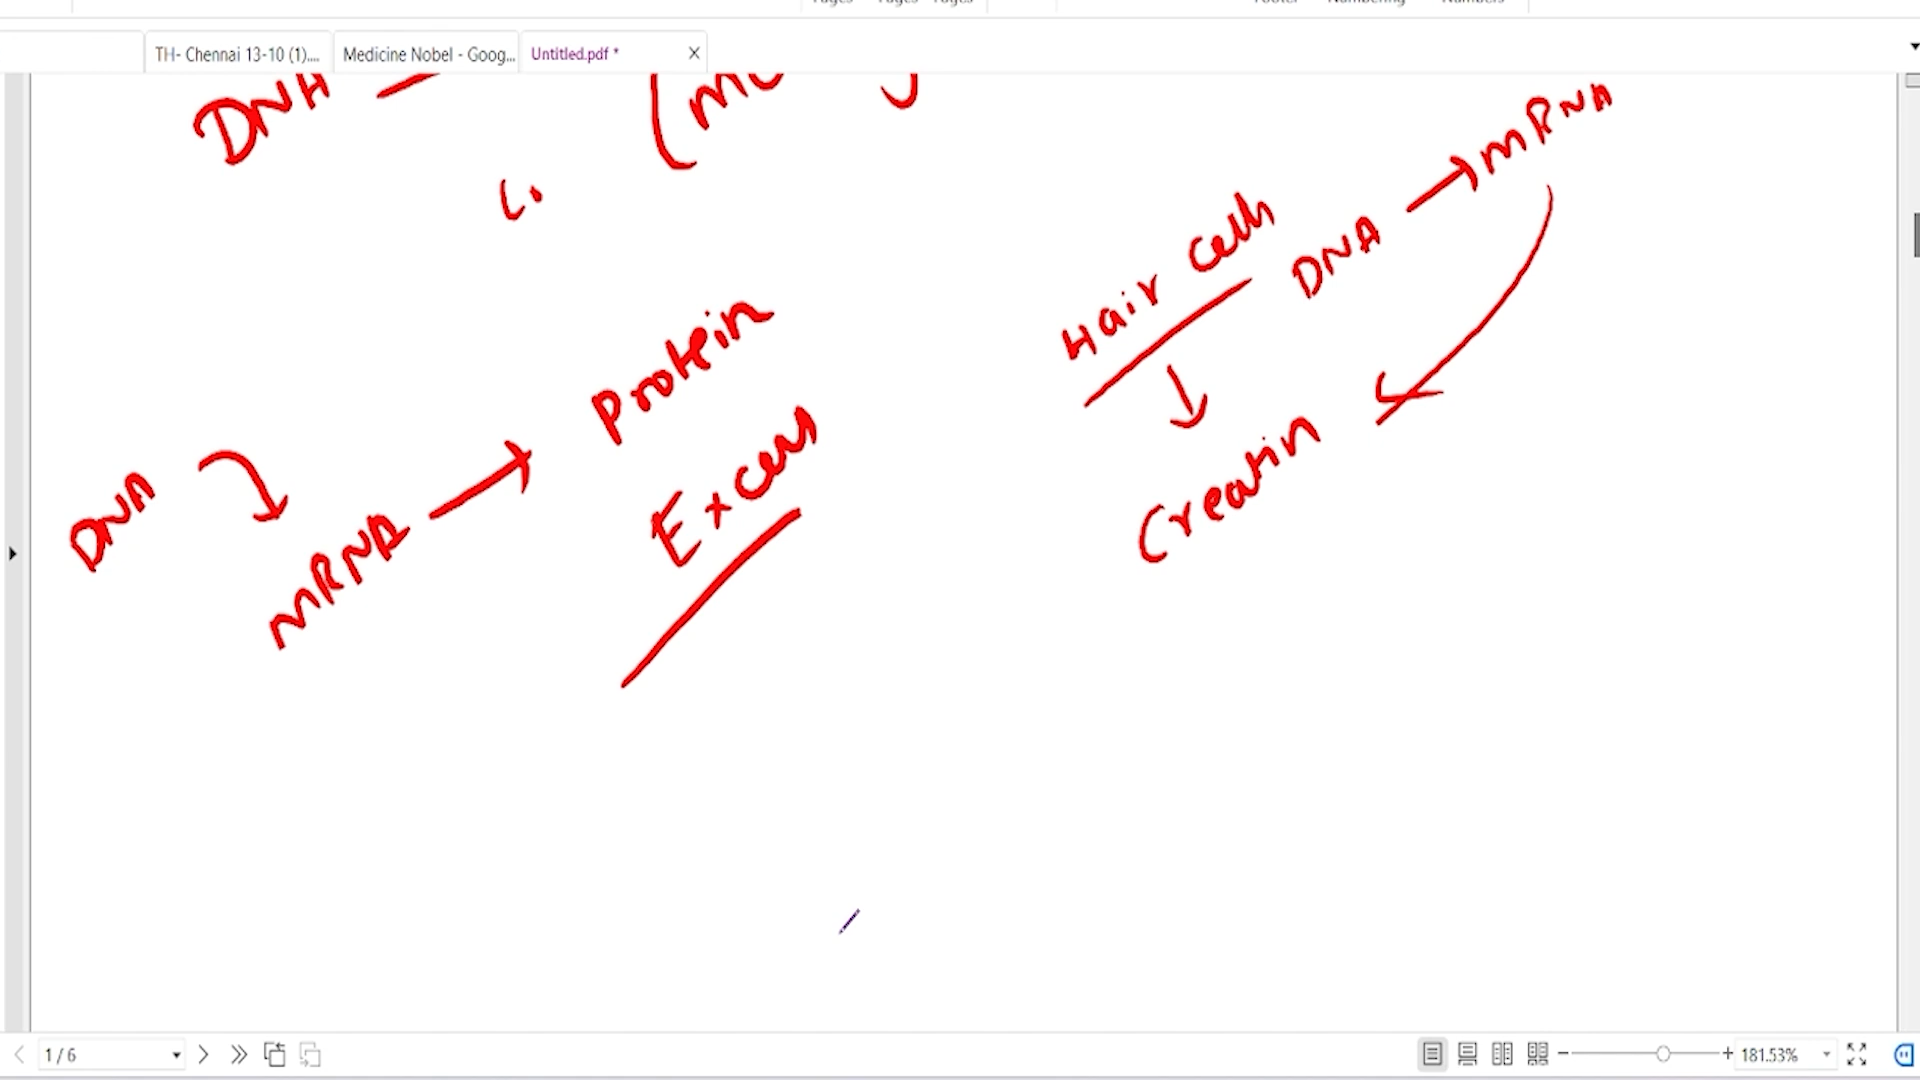 TH- Chennai 13-10 (1)....
Medicine Nobel - Goog...
Untitled.pdf *
DNA
mRNA
Hair Cells
DNA
Protein
Excess
Creatin
DNA
mRNA
1 / 6
181.53%